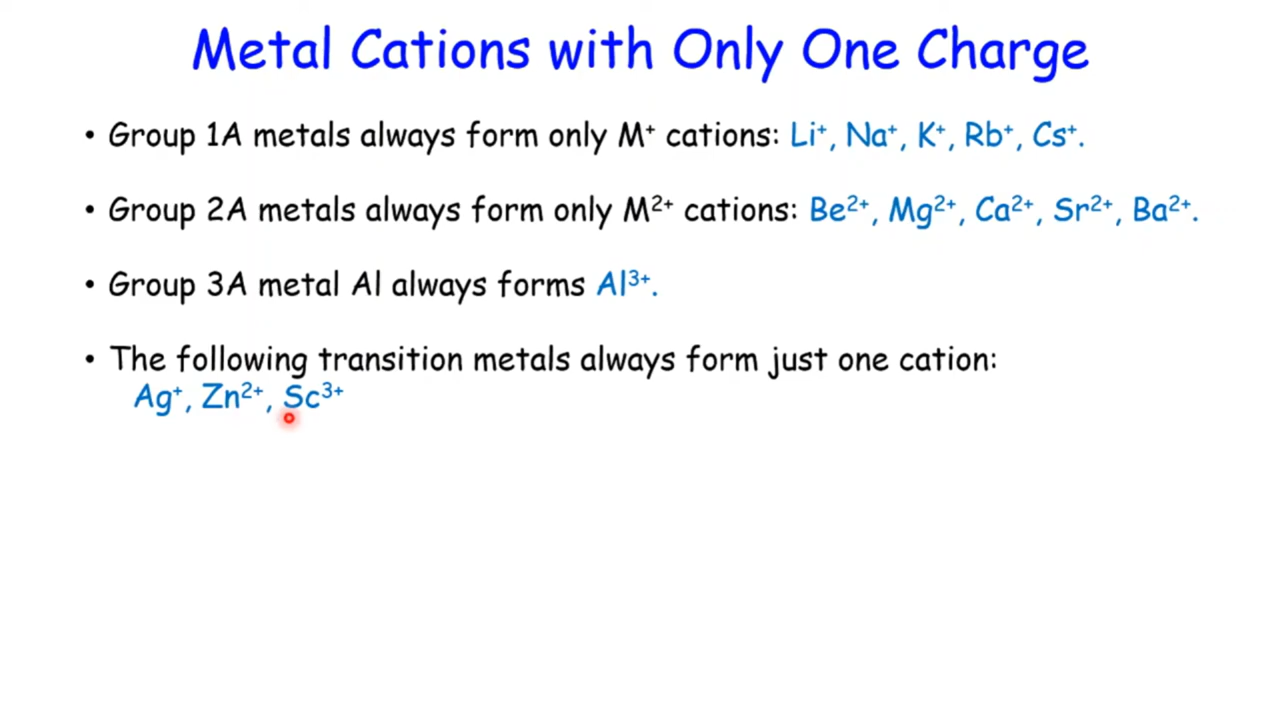 Metal Cations with Only One Charge
• Group 1A metals always form only M⁺ cations: Li⁺, Na⁺, K⁺, Rb⁺, Cs⁺.
• Group 2A metals always form only M²⁺ cations: Be²⁺, Mg²⁺, Ca²⁺, Sr²⁺, Ba²⁺.
• Group 3A metal Al always forms Al³⁺.
• The following transition metals always form just one cation:
Ag⁺, Zn²⁺, Sc³⁺